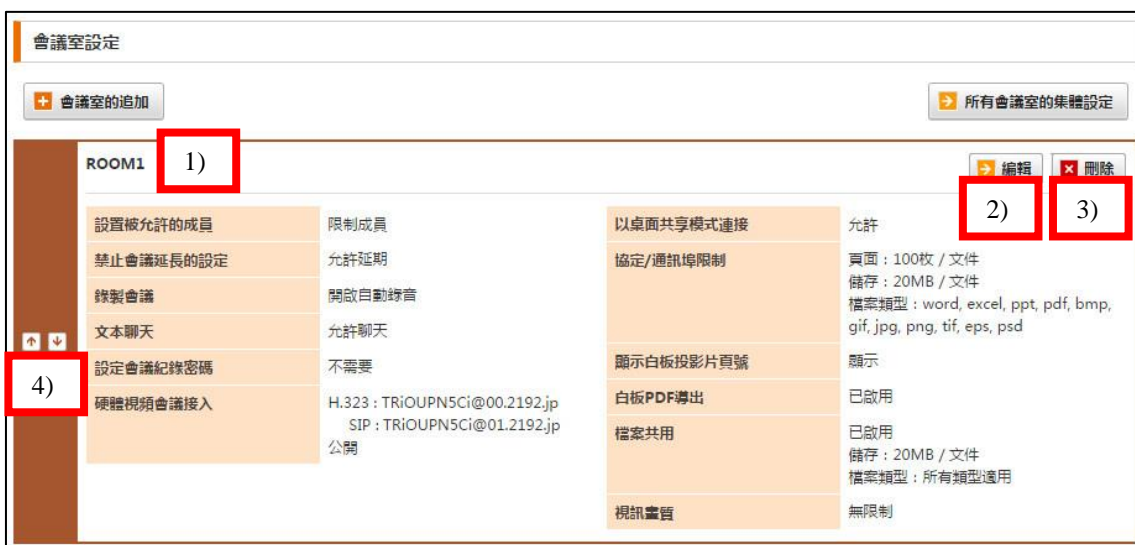 會議室設定
會議室的追加
所有會議室的集體設定
ROOM1
1)
編輯
刪除
2)
3)
設置被允許的成員 限制成員
禁止會議延長的設定 允許延期
錄製會議 開啟自動錄音
文本聊天 允許聊天
設定會議紀錄密碼 不需要
硬體視頻會議接入 H.323 : TRiOUPN5Ci@00.2192.jp
SIP : TRiOUPN5Ci@01.2192.jp
公開
4)
以桌面共享模式連接 允許
協定/通訊埠限制 頁面 : 100枚 / 文件
儲存 : 20MB / 文件
檔案類型 : word, excel, ppt, pdf, bmp,
gif, jpg, png, tif, eps, psd
顯示白板投影片頁號 顯示
白板PDF導出 已啟用
檔案共用 已啟用
儲存 : 20MB / 文件
檔案類型 : 所有類型適用
視訊畫質 無限制